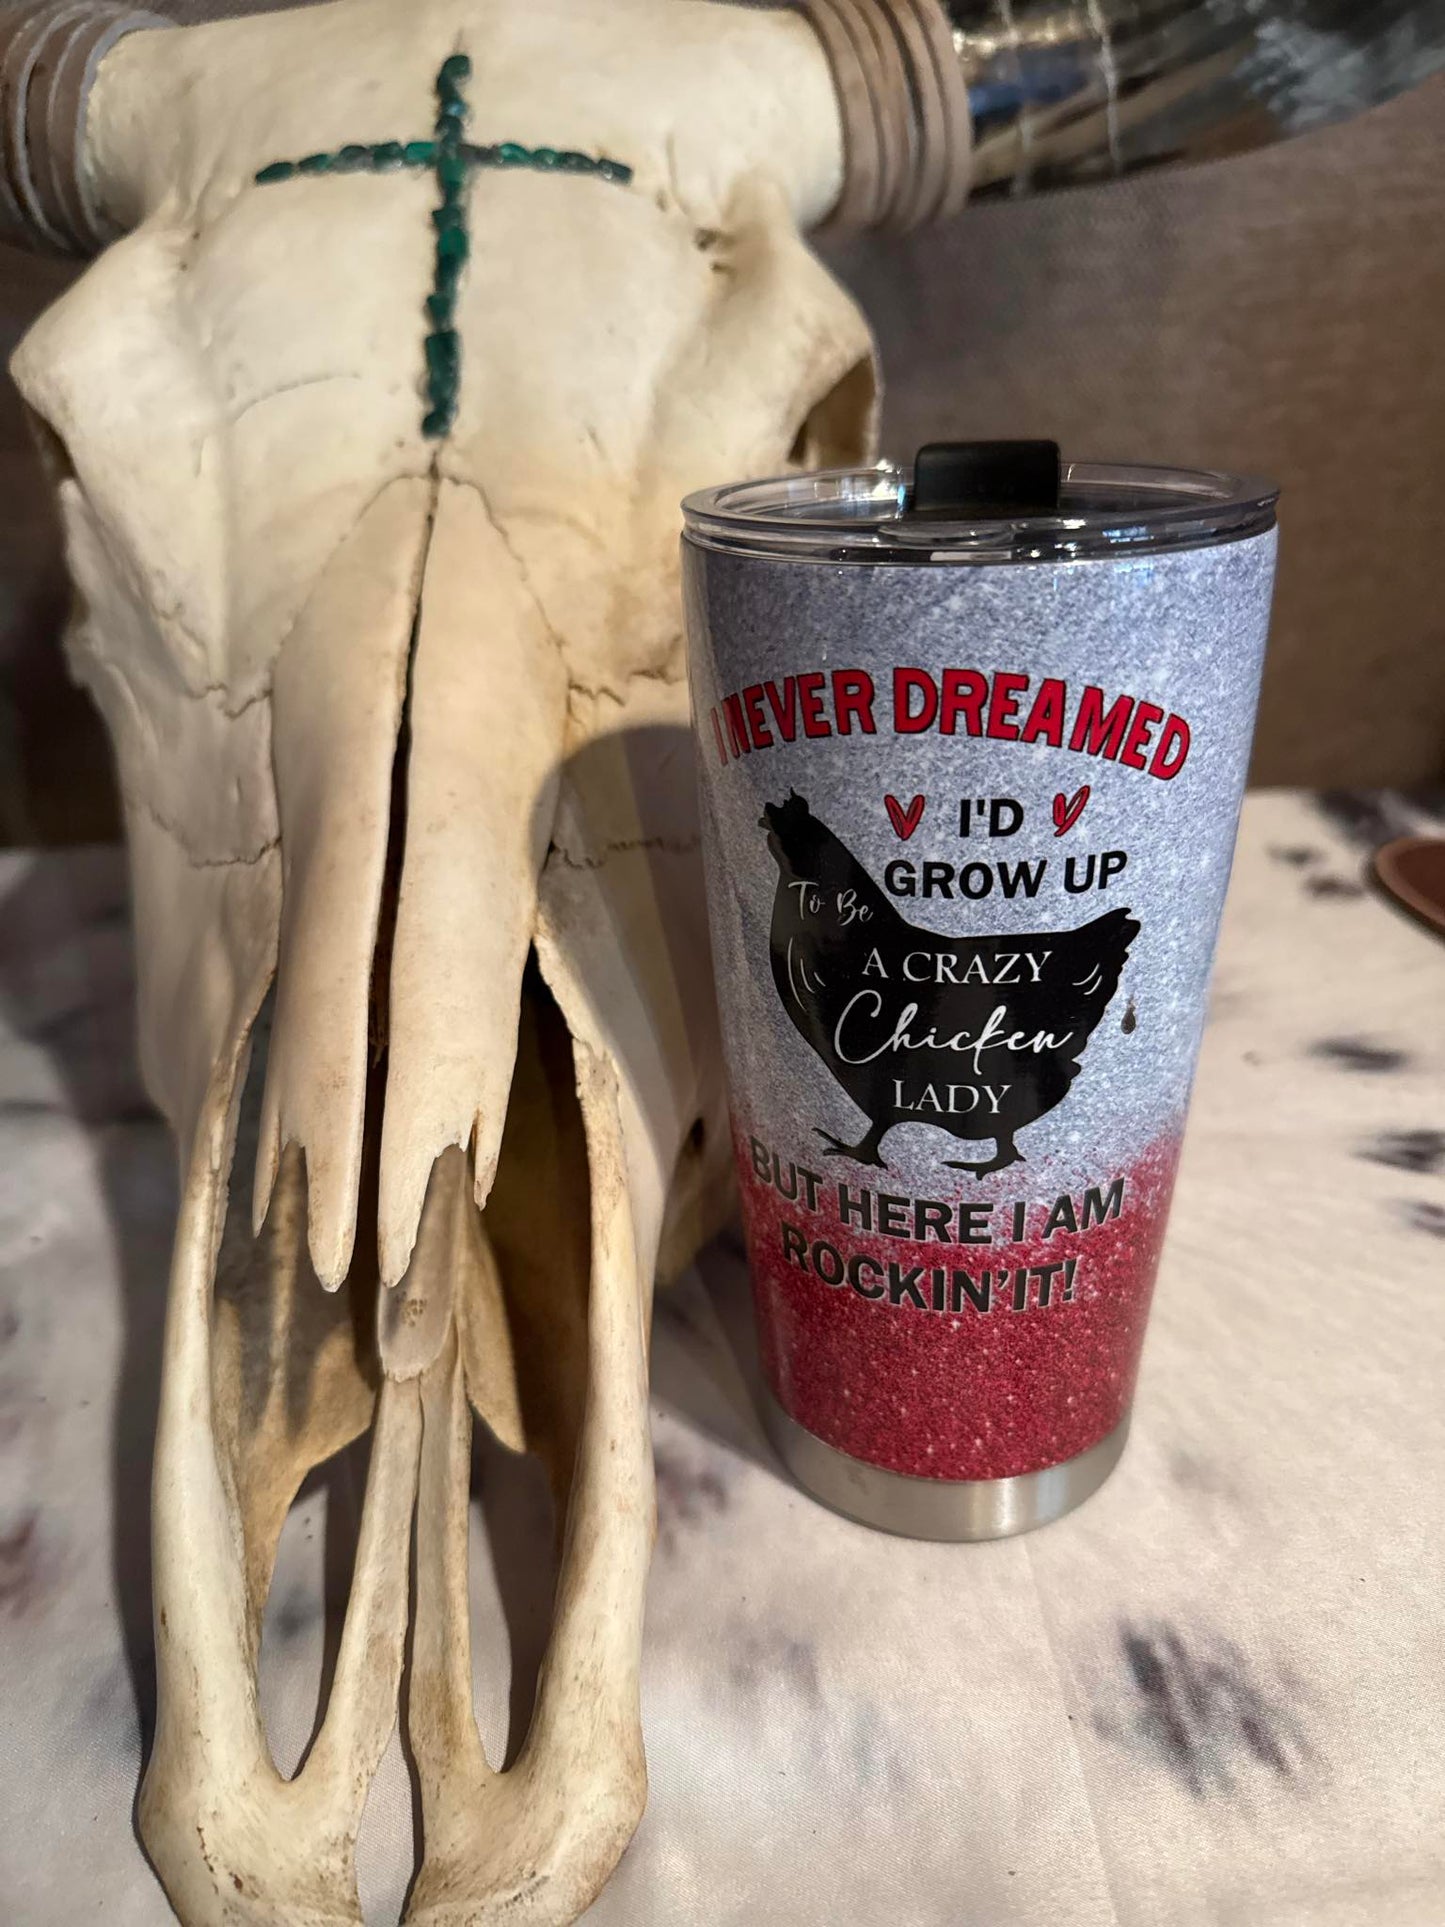 I NEVER DREAMED
I'D
GROW UP
To Be
A CRAZY
Chicken
LADY
BUT HERE I AM
ROCKIN'IT!